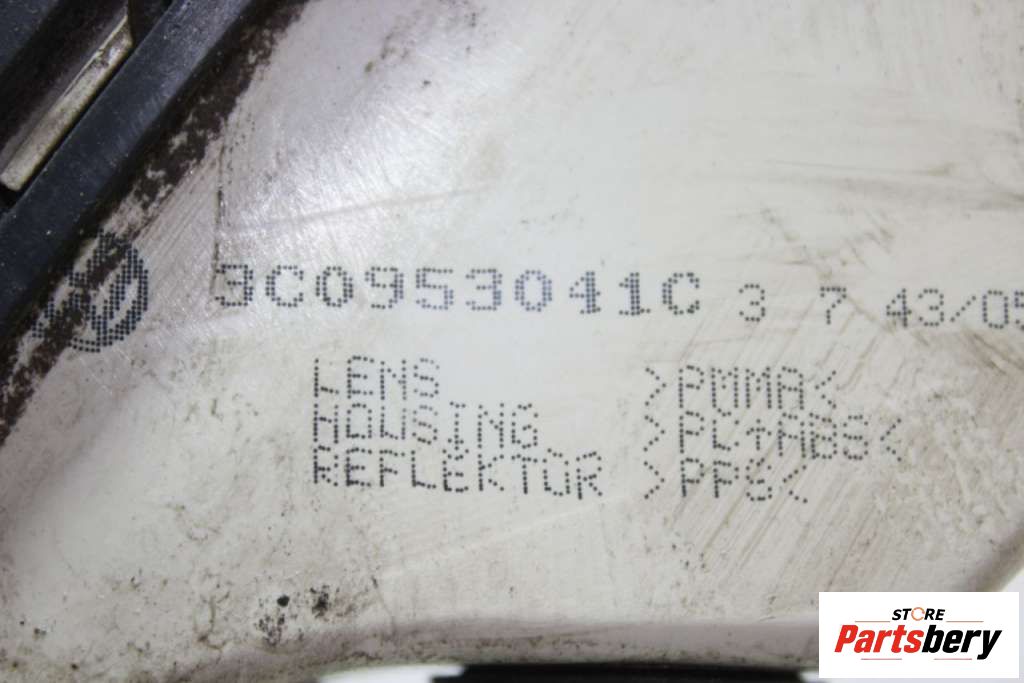 3C0953041C 3 7 43/05
LENS >PMMA<
HOUSING >PC+ABS<
REFLEKTOR >PPS<
STORE
Partsbery